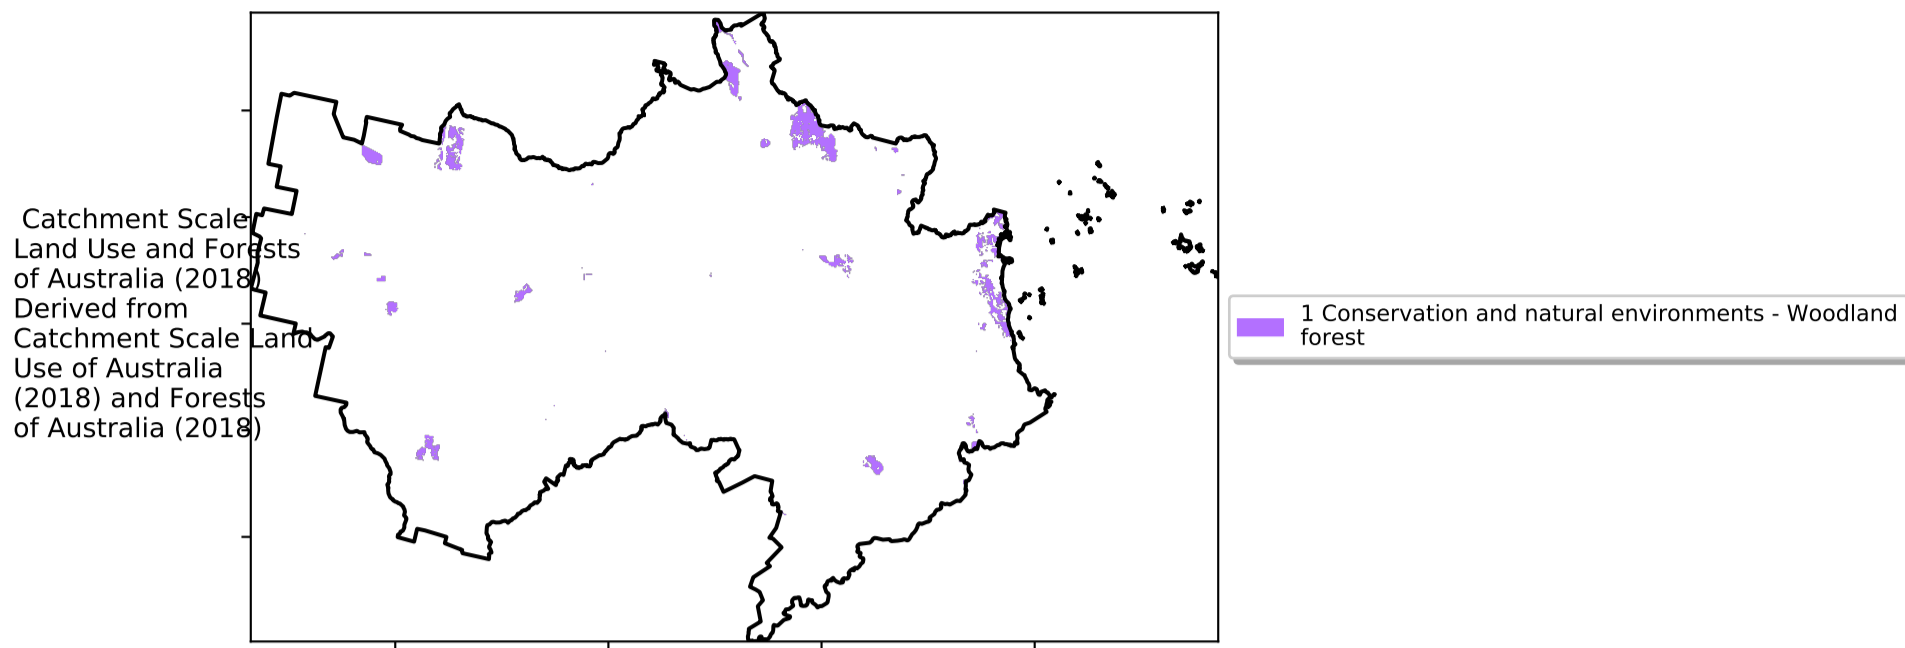 Catchment Scale
Land Use and Forests
of Australia (2018)
Derived from
Catchment Scale Land
Use of Australia
(2018) and Forests
of Australia (2018)
1 Conservation and natural environments - Woodland
forest